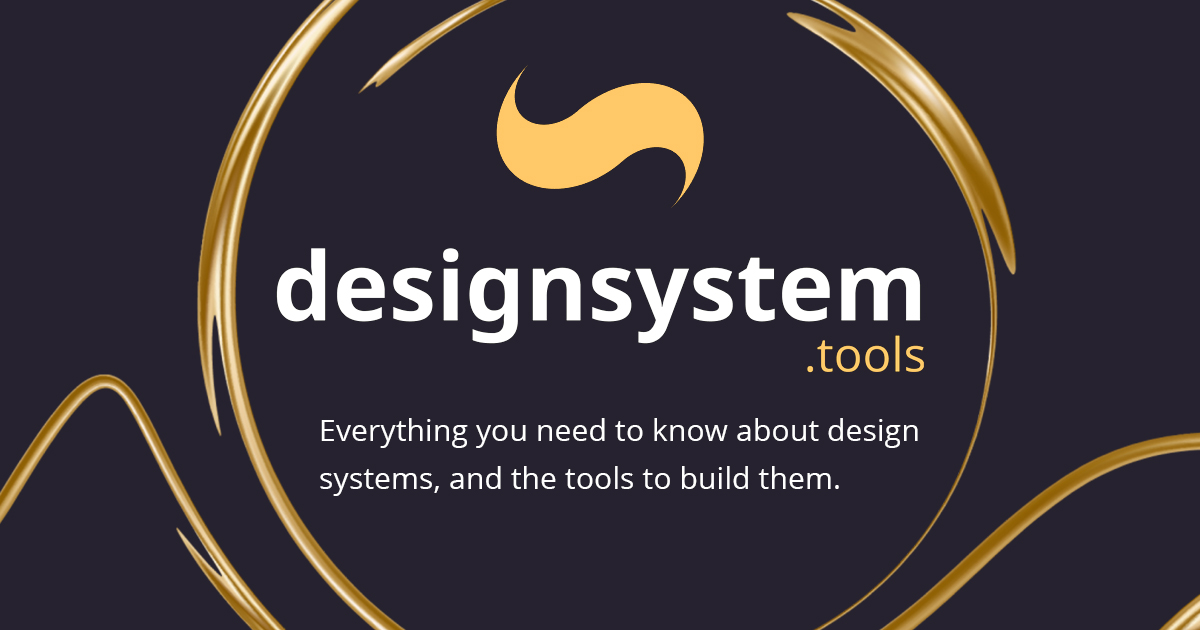 designsystem
.tools
Everything you need to know about design
systems, and the tools to build them.